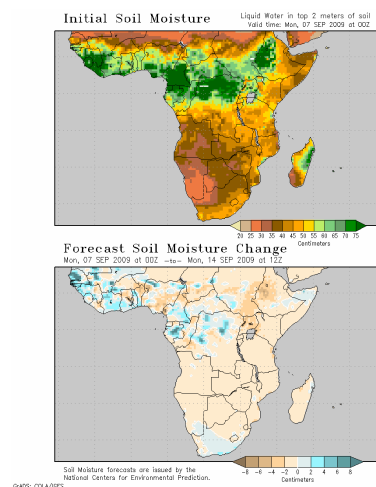 Initial Soil Moisture
Liquid Water in top 2 meters of soil
Valid time: Mon, 07 SEP 2009 at 00Z
20 25 30 35 40 45 50 55 60 65 70 75
Centimeters
Forecast Soil Moisture Change
Mon, 07 SEP 2009 at 00Z —to— Mon, 14 SEP 2009 at 12Z
-8 -6 -4 -2 0 2 4 6 8
Centimeters
Soil Moisture forecasts are issued by the
National Centers for Environmental Prediction.
GrADS: COLA/IGES